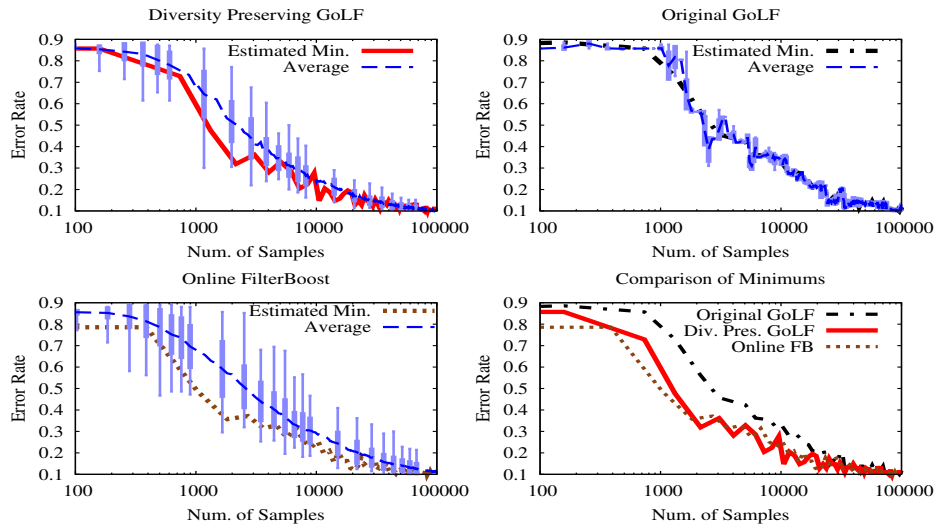 Diversity Preserving GoLF
0.9
0.8
0.7
0.6
0.5
0.4
0.3
0.2
0.1
Error Rate
Estimated Min.
Average
100
1000
10000
100000
Num. of Samples
Original GoLF
0.9
0.8
0.7
0.6
0.5
0.4
0.3
0.2
0.1
Error Rate
Estimated Min.
Average
100
1000
10000
100000
Num. of Samples
Online FilterBoost
0.9
0.8
0.7
0.6
0.5
0.4
0.3
0.2
0.1
Error Rate
Estimated Min.
Average
100
1000
10000
100000
Num. of Samples
Comparison of Minimums
0.9
0.8
0.7
0.6
0.5
0.4
0.3
0.2
0.1
Error Rate
Original GoLF
Div. Pres. GoLF
Online FB
100
1000
10000
100000
Num. of Samples